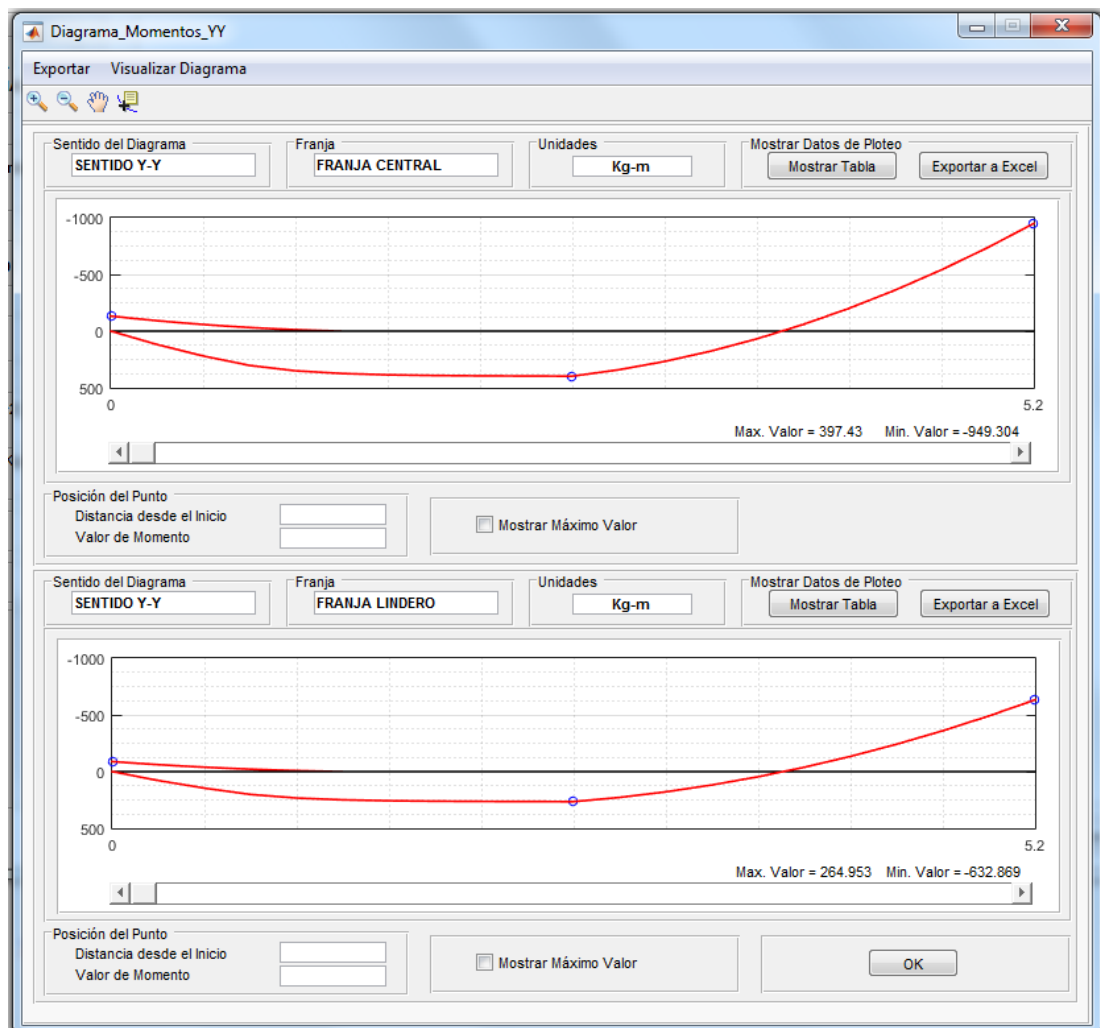 Diagrama_Momentos_YY
Exportar Visualizar Diagrama
Sentido del Diagrama Franja Unidades Mostrar Datos de Ploteo
SENTIDO Y-Y FRANJA CENTRAL Kg-m Mostrar Tabla Exportar a Excel
-1000
-500
0
500
0 5.2
Max. Valor = 397.43 Min. Valor = -949.304
Posición del Punto
Distancia desde el Inicio
Valor de Momento
Mostrar Máximo Valor
Sentido del Diagrama Franja Unidades Mostrar Datos de Ploteo
SENTIDO Y-Y FRANJA LINDERO Kg-m Mostrar Tabla Exportar a Excel
-1000
-500
0
500
0 5.2
Max. Valor = 264.953 Min. Valor = -632.869
Posición del Punto
Distancia desde el Inicio
Valor de Momento
Mostrar Máximo Valor
OK